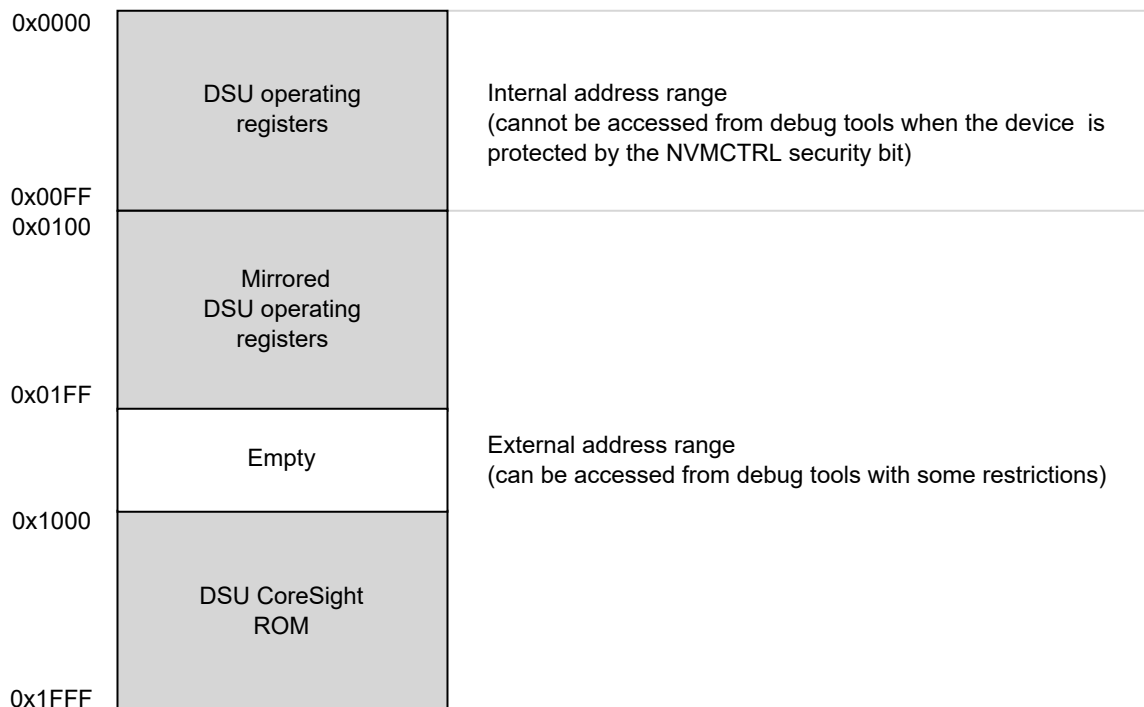 0x0000
DSU operating
registers
Internal address range
(cannot be accessed from debug tools when the device is
protected by the NVMCTRL security bit)
0x00FF
0x0100
Mirrored
DSU operating
registers
0x01FF
Empty
External address range
(can be accessed from debug tools with some restrictions)
0x1000
DSU CoreSight
ROM
0x1FFF